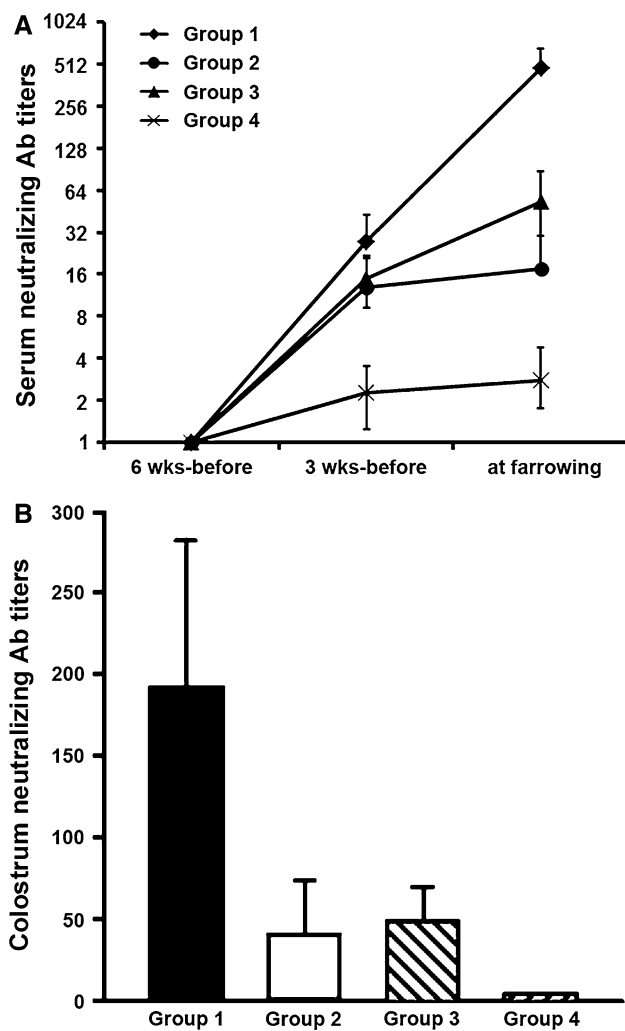 A
Serum neutralizing Ab titers
1024
512
256
128
64
32
16
8
4
2
1
Group 1
Group 2
Group 3
Group 4
6 wks-before 3 wks-before at farrowing
B
Colostrum neutralizing Ab titers
300
250
200
150
100
50
0
Group 1 Group 2 Group 3 Group 4